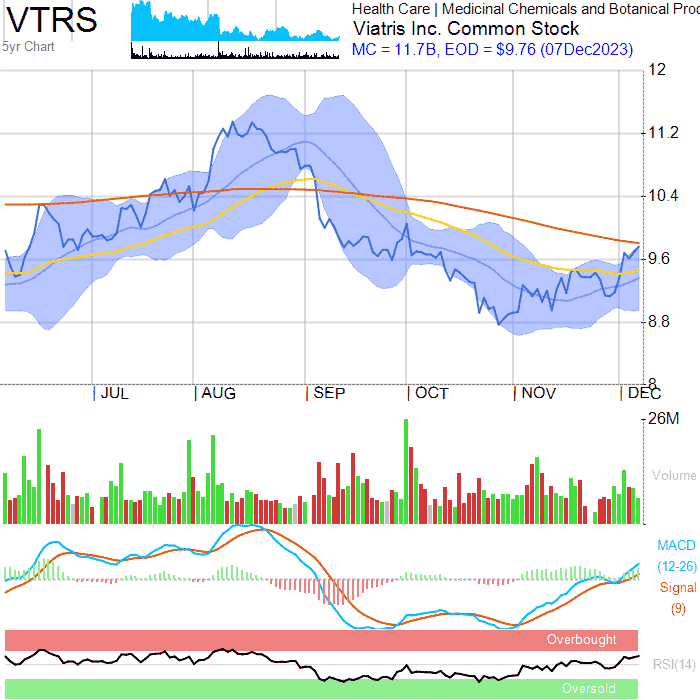 VTRS
5yr Chart
Health Care | Medicinal Chemicals and Botanical Proc
Viatris Inc. Common Stock
MC = 11.7B, EOD = $9.76 (07Dec2023)
12
11.2
10.4
9.6
8.8
8
JUL AUG SEP OCT NOV DEC
26M
Volume
MACD
(12-26)
Signal
(9)
Overbought
RSI(14)
Oversold